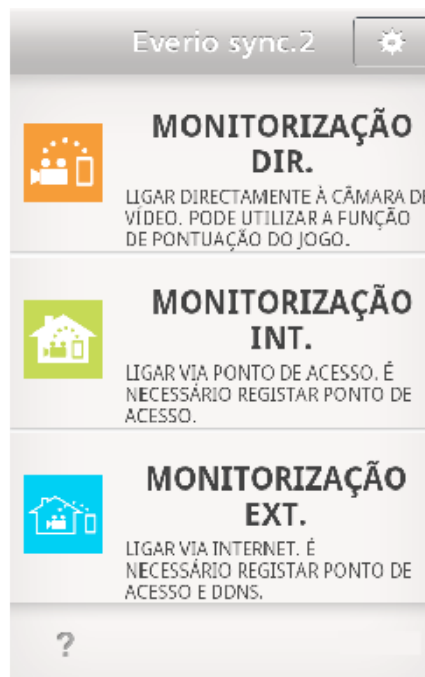 Everio sync.2
MONITORIZAÇÃO
DIR.
LIGAR DIRECTAMENTE À CÂMARA DE
VÍDEO. PODE UTILIZAR A FUNÇÃO
DE PONTUAÇÃO DO JOGO.
MONITORIZAÇÃO
INT.
LIGAR VIA PONTO DE ACESSO. É
NECESSÁRIO REGISTAR PONTO DE
ACESSO.
MONITORIZAÇÃO
EXT.
LIGAR VIA INTERNET. É
NECESSÁRIO REGISTAR PONTO DE
ACESSO E DDNS.
?